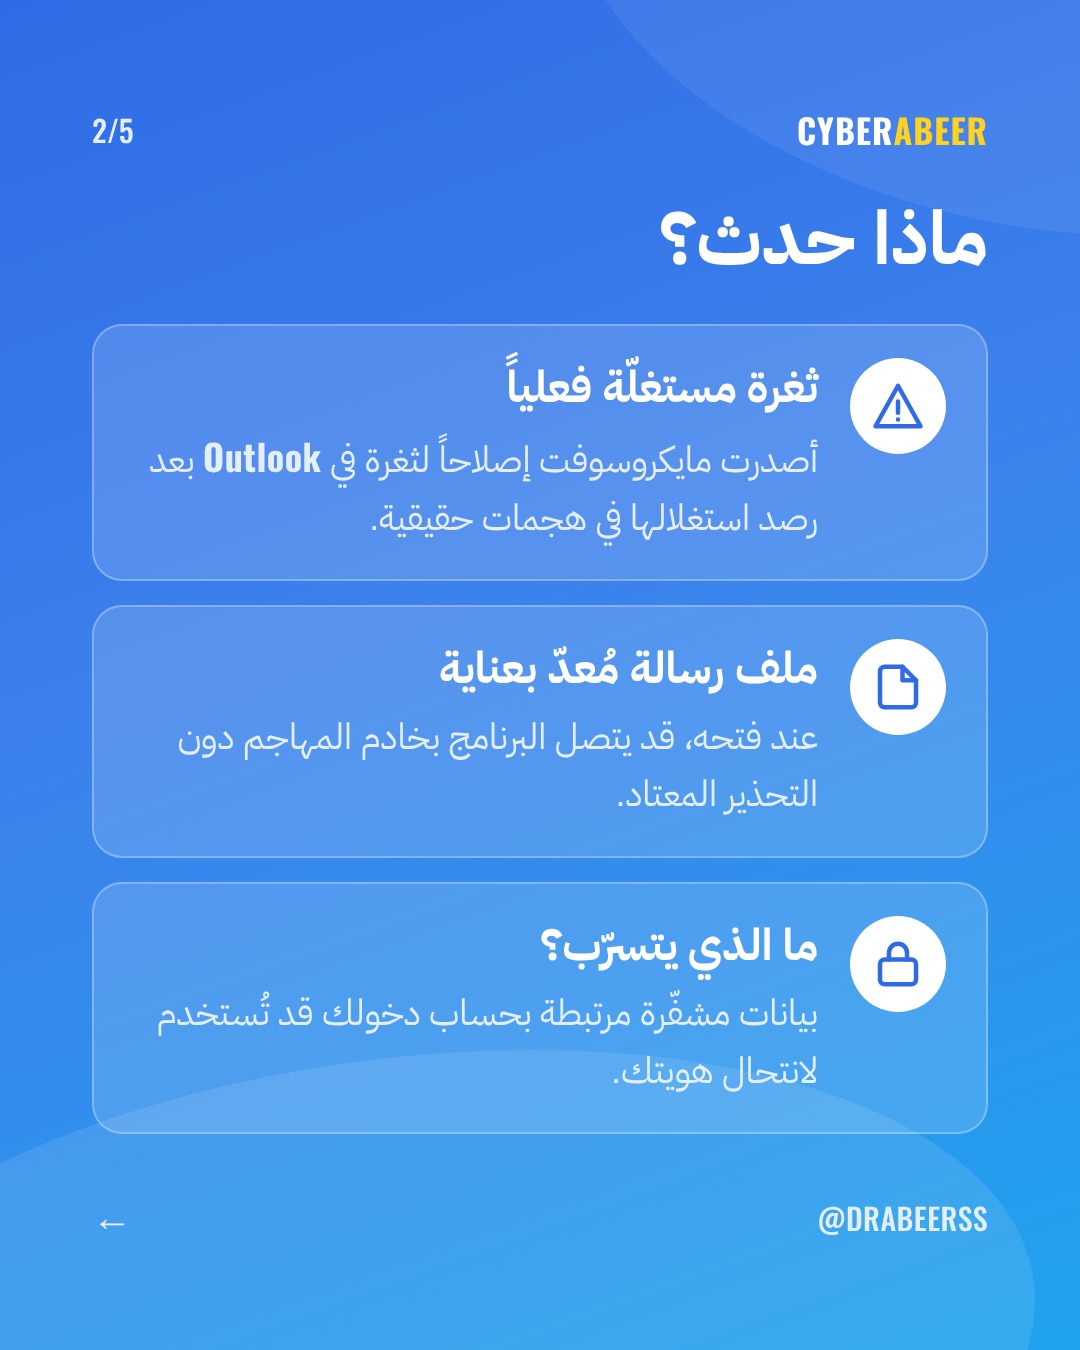 CYBERABEER
2/5
ماذا حدث؟
ثغرة مستغلّة فعلياً
أصدرت مايكروسوفت إصلاحاً لثغرة في Outlook بعد
رصد استغلالها في هجمات حقيقية.
ملف رسالة مُعدّ بعناية
عند فتحه، قد يتصل البرنامج بخادم المهاجم دون
التحذير المعتاد.
ما الذي يتسرّب؟
بيانات مشفّرة مرتبطة بحساب دخولك قد تُستخدم
لانتحال هويتك.
@DRABEERSS
←